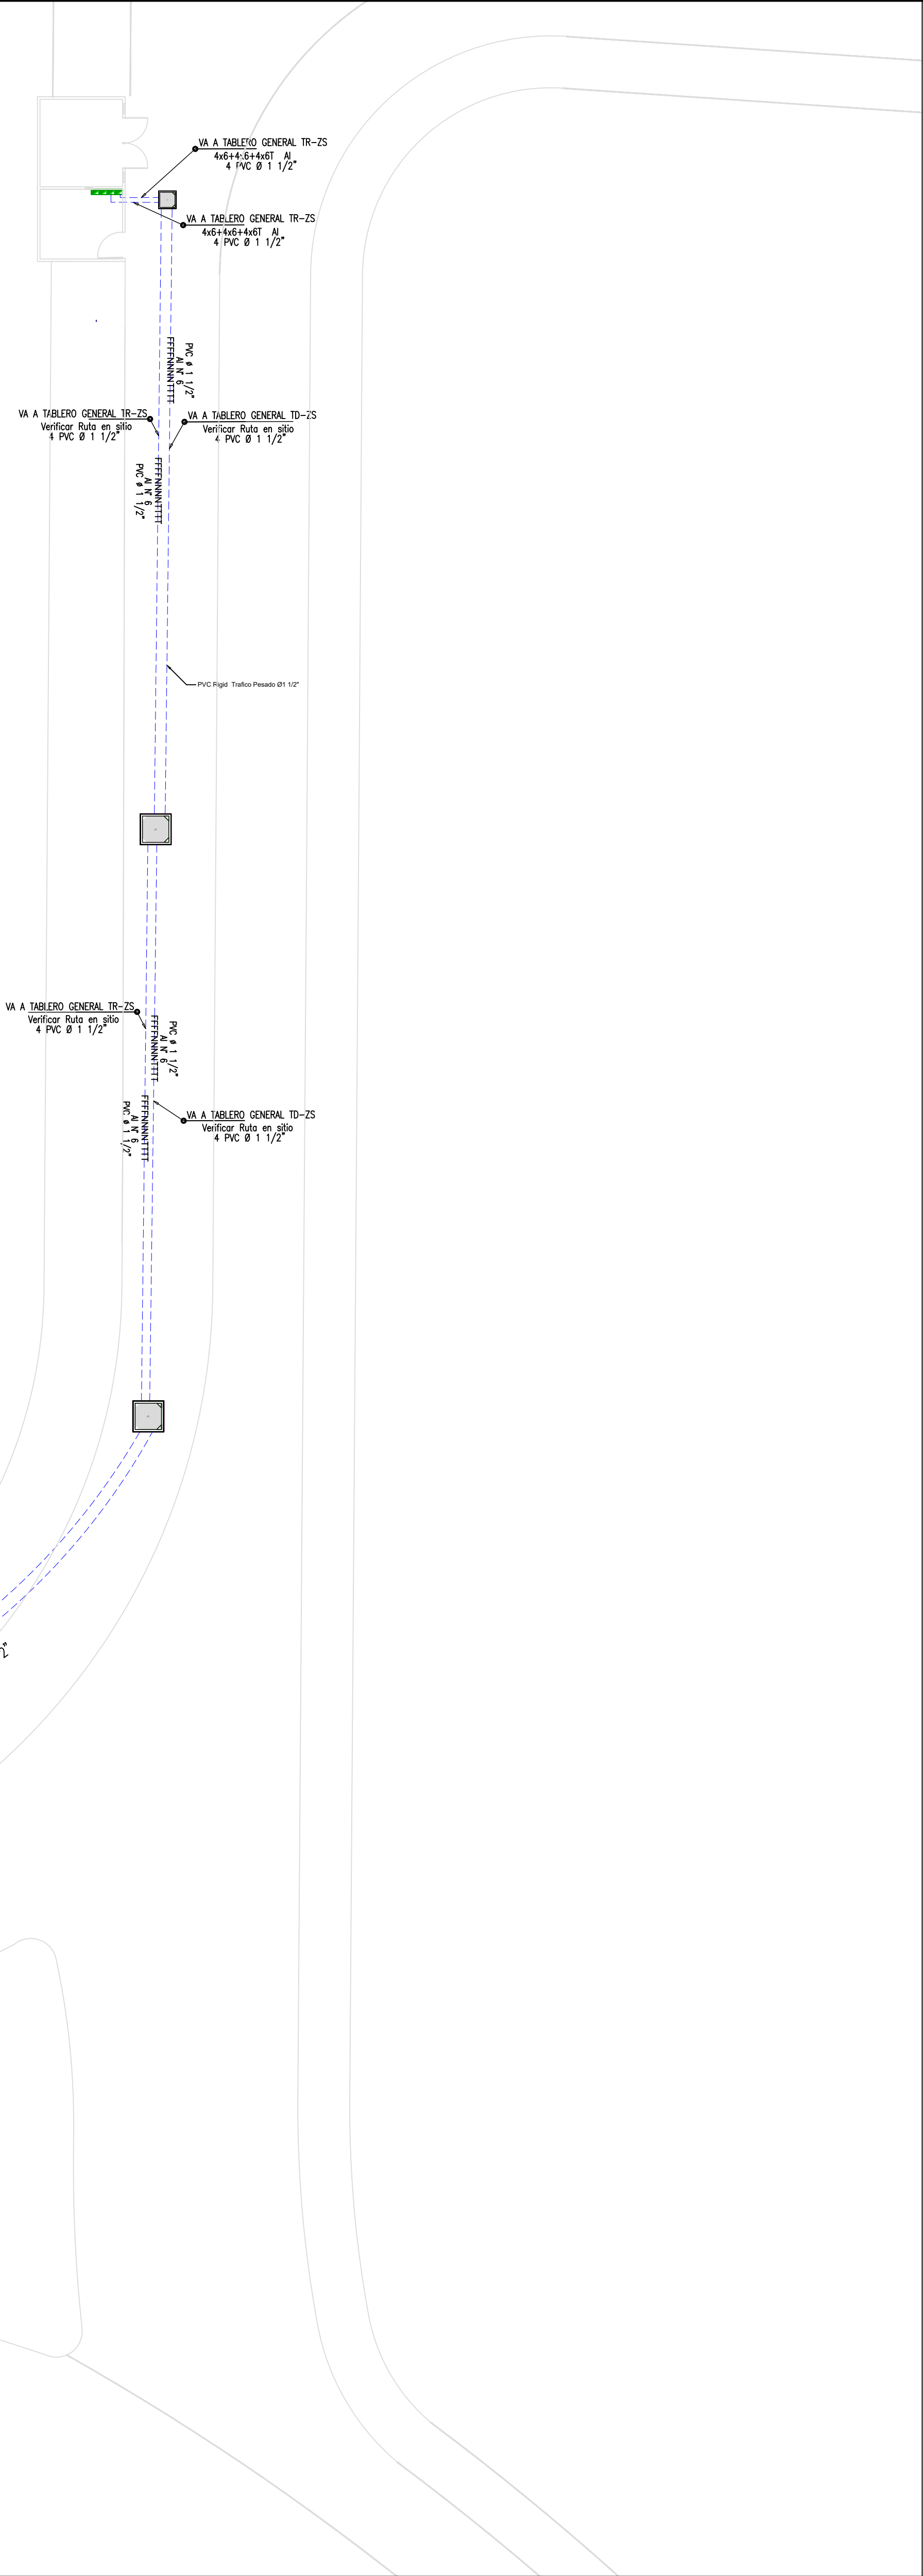 VA A TABLERO GENERAL TR-ZS
4x6+4x6+4x6T Al
4 PVC Ø 1 1/2"
VA A TABLERO GENERAL TR-ZS
4x6+4x6+4x6T Al
4 PVC Ø 1 1/2"
PVC ø 1 1/2"
Al N° 6
FFFFNNNNTTTT
VA A TABLERO GENERAL TR-ZS
Verificar Ruta en sitio
4 PVC Ø 1 1/2"
VA A TABLERO GENERAL TD-ZS
Verificar Ruta en sitio
4 PVC Ø 1 1/2"
FFFFNNNNTTTT
Al N° 6
PVC ø 1 1/2"
PVC Rigid Trafico Pesado Ø1 1/2"
VA A TABLERO GENERAL TR-ZS
Verificar Ruta en sitio
4 PVC Ø 1 1/2"
PVC ø 1 1/2"
Al N° 6
FFFFNNNNTTTT
FFFFNNNNTTTT
Al N° 6
PVC ø 1 1/2"
VA A TABLERO GENERAL TD-ZS
Verificar Ruta en sitio
4 PVC Ø 1 1/2"
2"